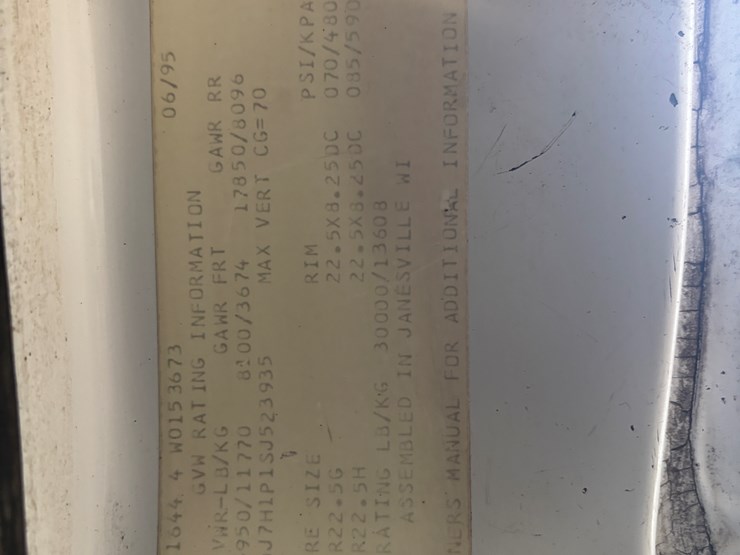 1644, 4 W0153673 06/95
GVW RATING INFORMATION
VWR-LB/KG GAWR FRT GAWR RR
950/11770 8100/3674 17850/8096
J7H1P1SJ523935 MAX VERT CG=70
RE SIZE RIM PSI/KPA
R22.5G 22.5X8.25DC 070/480
R22.5H 22.5X8.25DC 085/590
RATING LB/KG 30000/13608
ASSEMBLED IN JANESVILLE WI
NERS MANUAL FOR ADDITIONAL INFORMATION